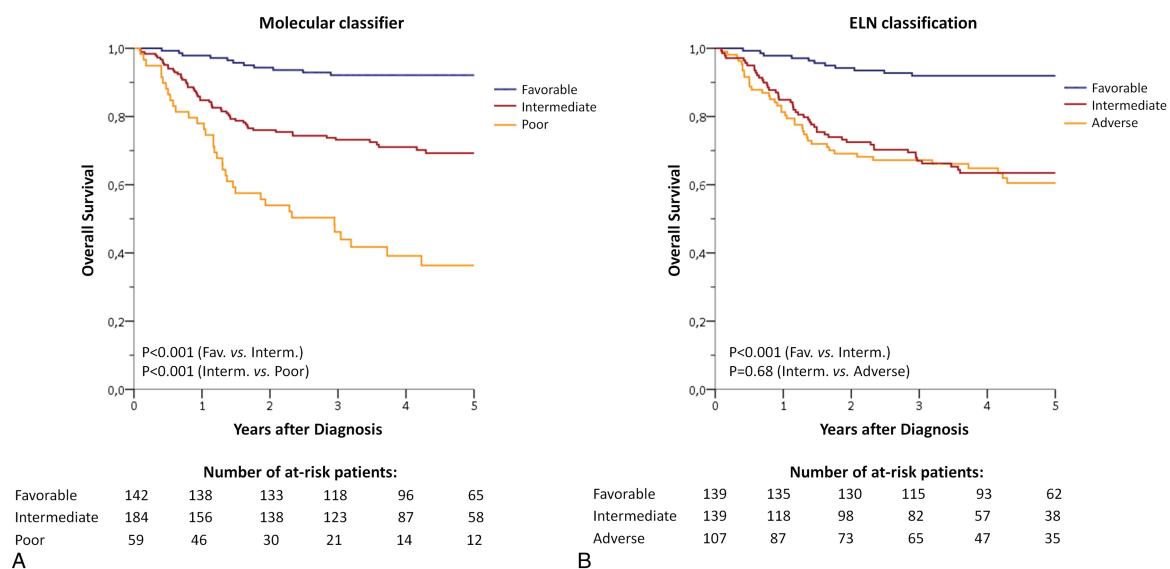 Molecular classifier
1,0
0,8
0,6
0,4
0,2
0,0
Overall Survival
Favorable
Intermediate
Poor
P<0.001 (Fav. vs. Interm.)
P<0.001 (Interm. vs. Poor)
0 1 2 3 4 5
Years after Diagnosis
Number of at-risk patients:
Favorable 142 138 133 118 96 65
Intermediate 184 156 138 123 87 58
Poor 59 46 30 21 14 12
A
ELN classification
1,0
0,8
0,6
0,4
0,2
0,0
Overall Survival
Favorable
Intermediate
Adverse
P<0.001 (Fav. vs. Interm.)
P=0.68 (Interm. vs. Adverse)
0 1 2 3 4 5
Years after Diagnosis
Number of at-risk patients:
Favorable 139 135 130 115 93 62
Intermediate 139 118 98 82 57 38
Adverse 107 87 73 65 47 35
B